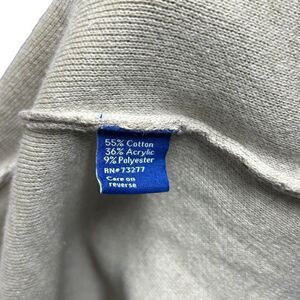 55% Cotton
36% Acrylic
9% Polyester
RN#73277
Care on
reverse